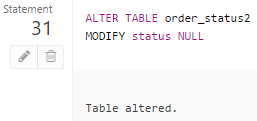 Statement
31
ALTER TABLE order_status2
MODIFY status NULL
Table altered.